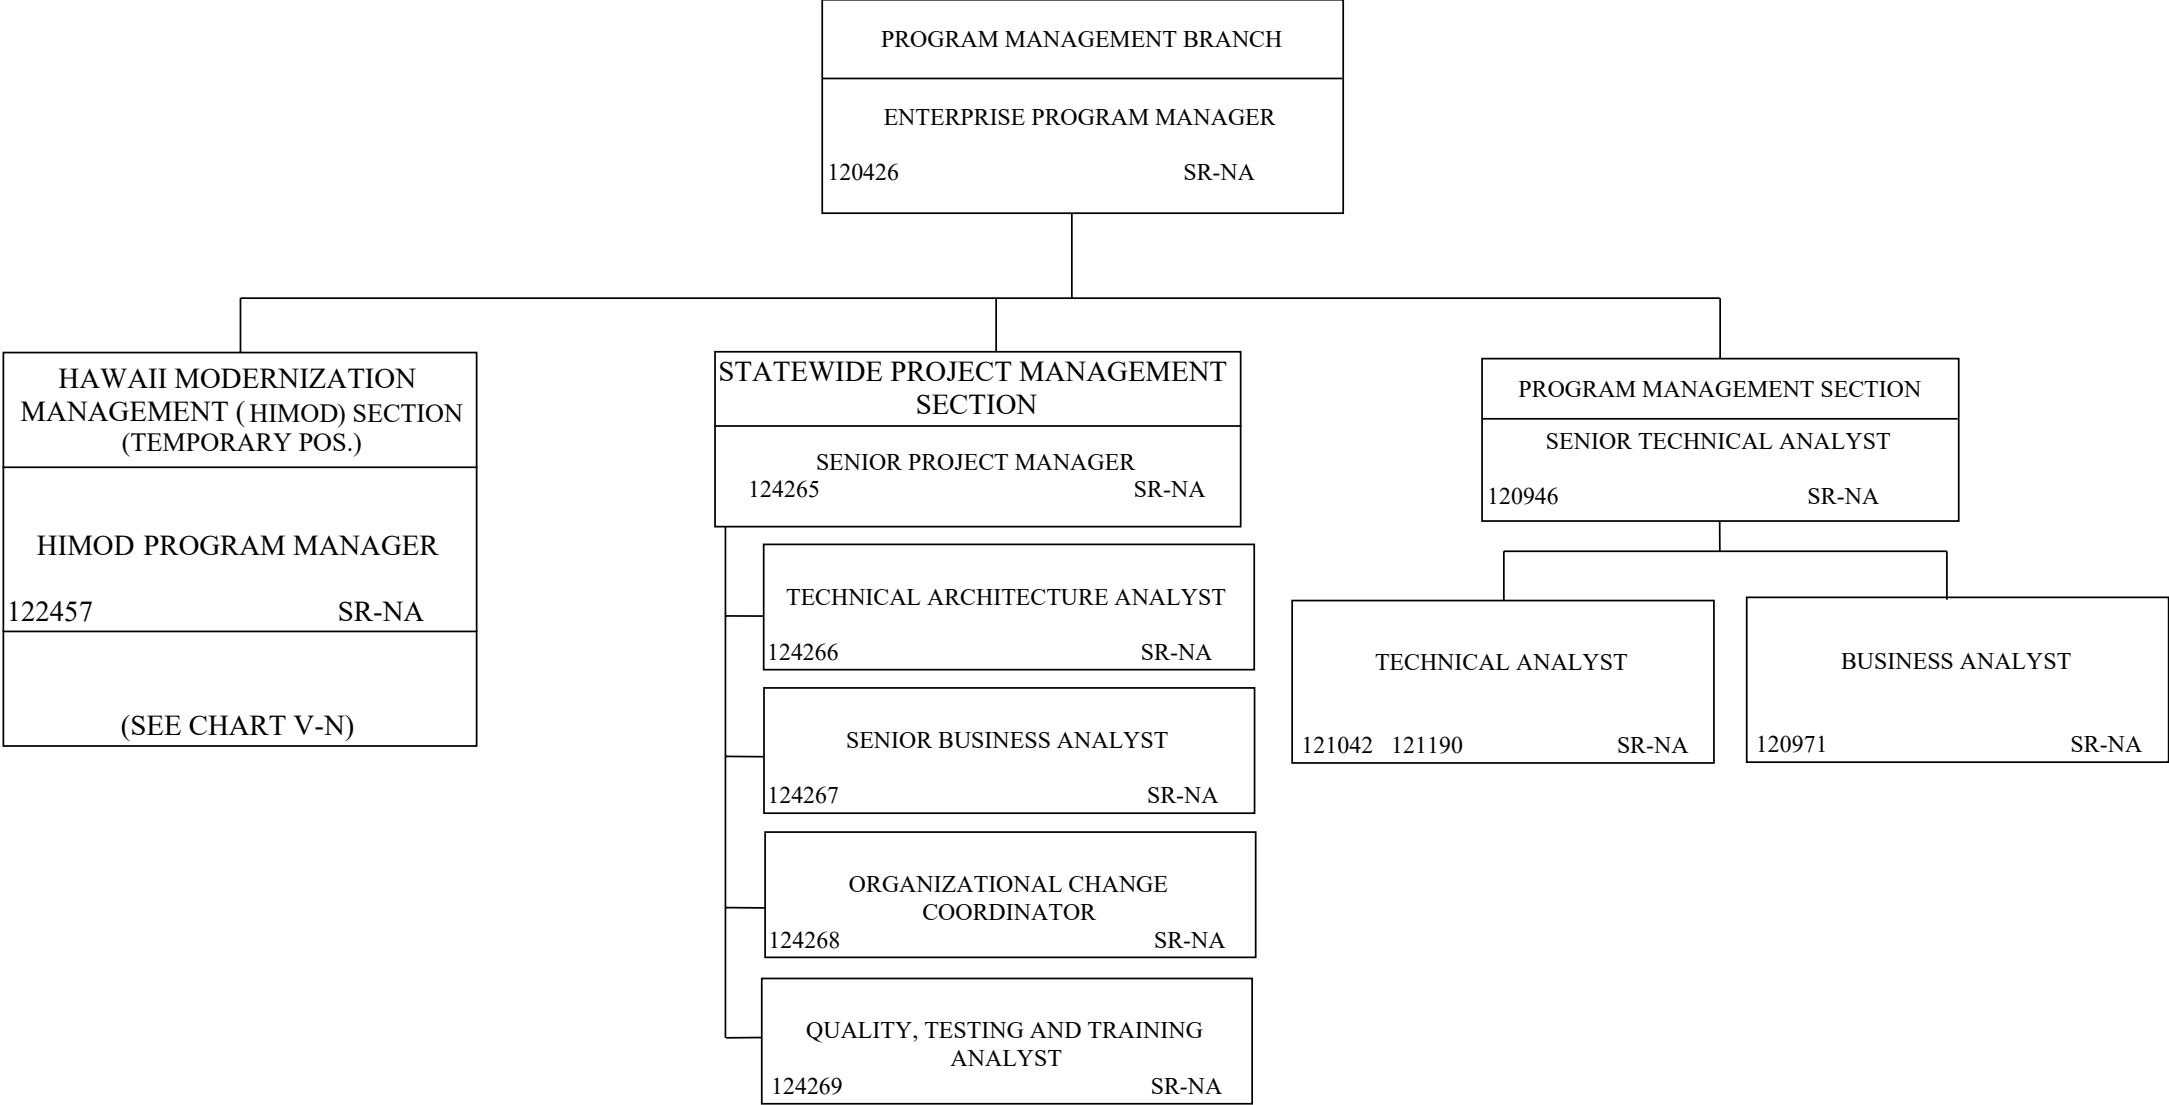 PROGRAM MANAGEMENT BRANCH
ENTERPRISE PROGRAM MANAGER
120426 SR-NA
HAWAII MODERNIZATION
MANAGEMENT (HIMOD) SECTION
(TEMPORARY POS.)
HIMOD PROGRAM MANAGER
122457 SR-NA
(SEE CHART V-N)
STATEWIDE PROJECT MANAGEMENT
SECTION
SENIOR PROJECT MANAGER
124265 SR-NA
TECHNICAL ARCHITECTURE ANALYST
124266 SR-NA
SENIOR BUSINESS ANALYST
124267 SR-NA
ORGANIZATIONAL CHANGE
COORDINATOR
124268 SR-NA
QUALITY, TESTING AND TRAINING
ANALYST
124269 SR-NA
PROGRAM MANAGEMENT SECTION
SENIOR TECHNICAL ANALYST
120946 SR-NA
TECHNICAL ANALYST
121042 121190 SR-NA
BUSINESS ANALYST
120971 SR-NA